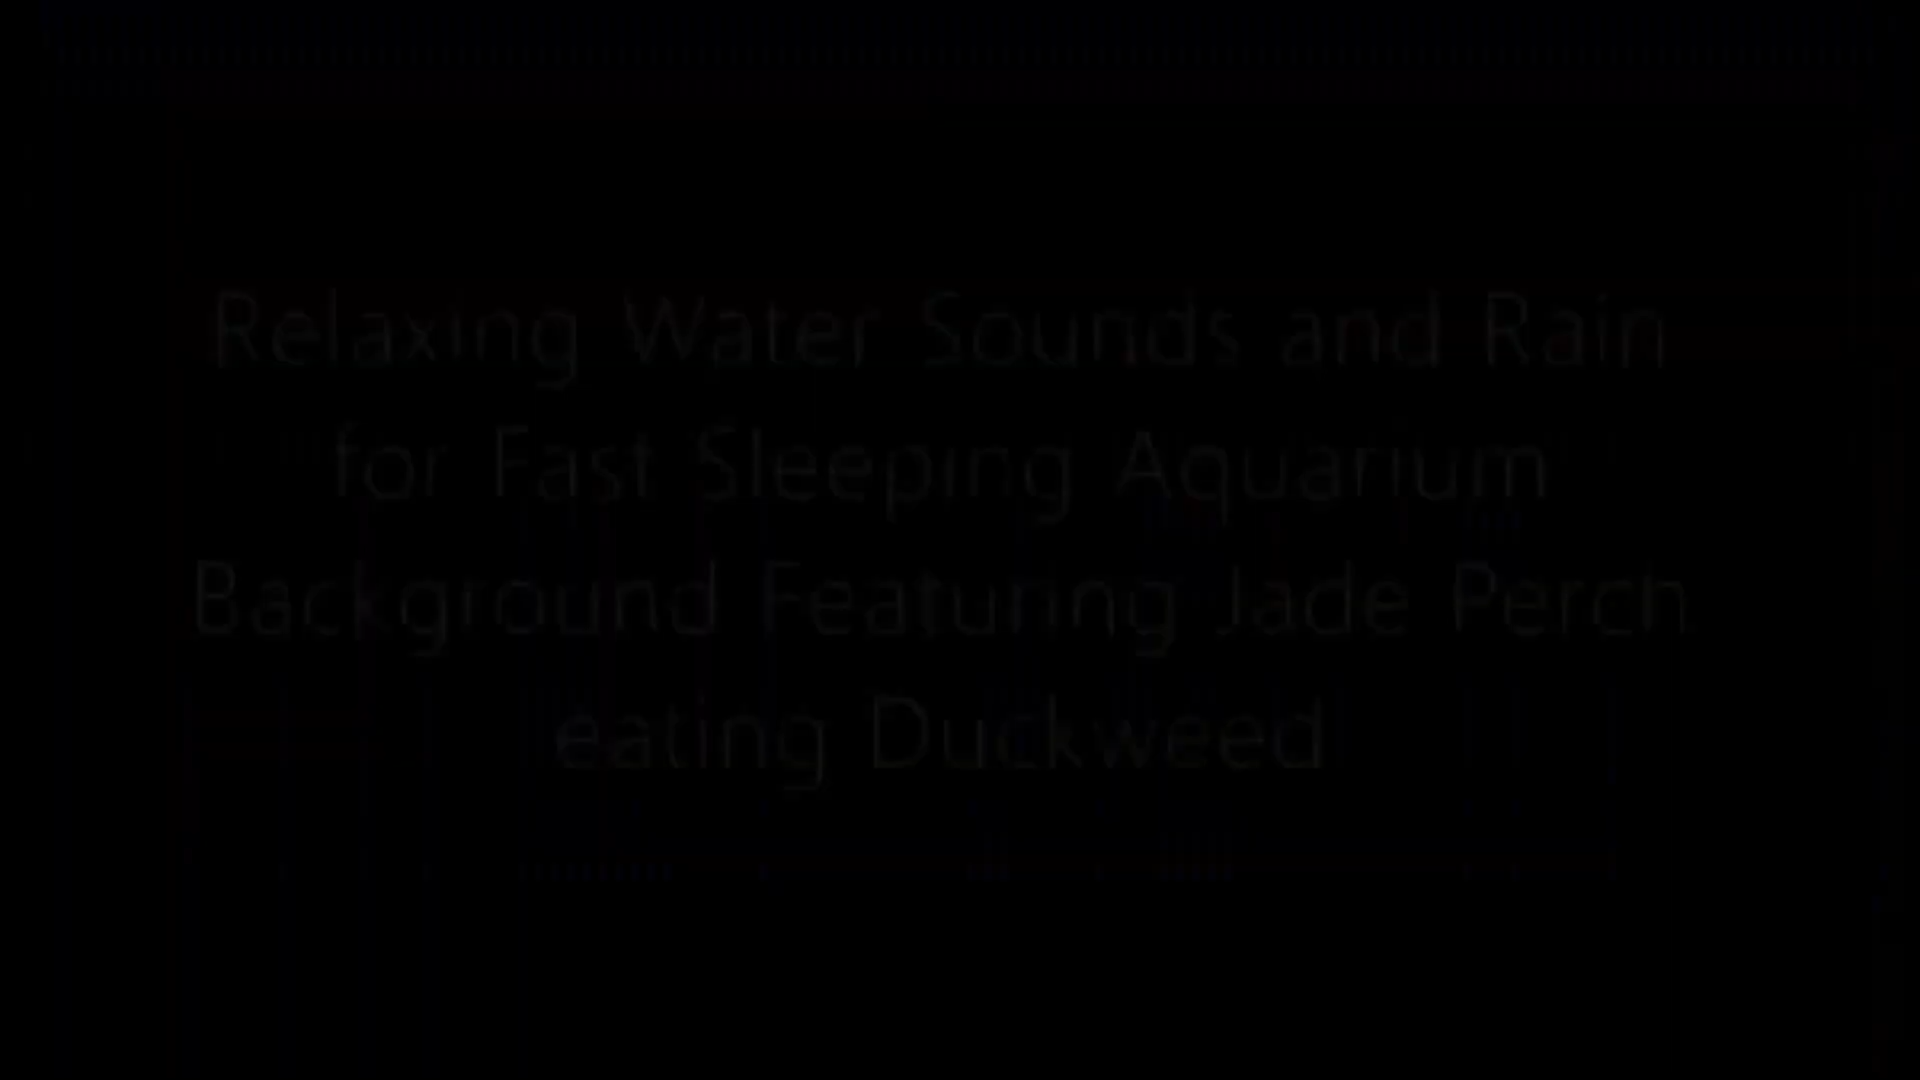 Relaxing Water Sounds and Rain
for Fast Sleeping Aquarium
Background Featuring Jade Perch
eating Duckweed